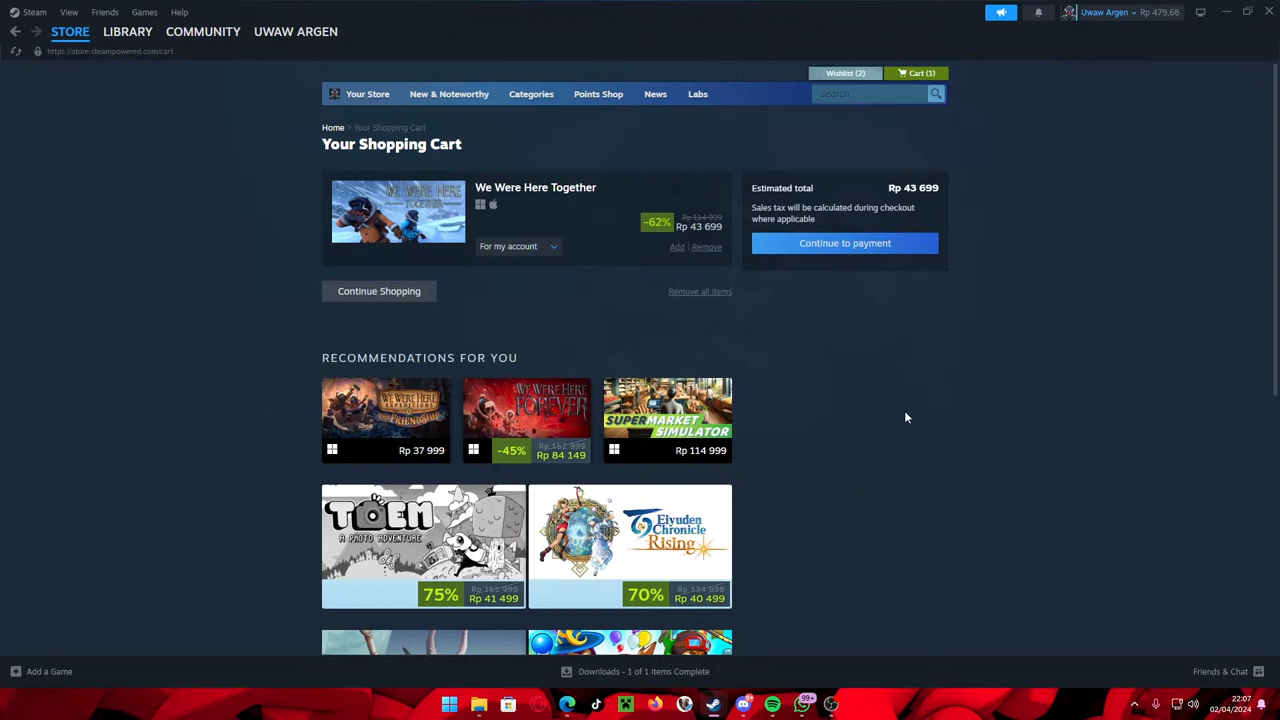 Steam View Friends Games Help
Uwaw Argen Rp 479,68
STORE LIBRARY COMMUNITY UWAW ARGEN
https://store.steampowered.com/cart
Wishlist (2) Cart (1)
Your Store New & Noteworthy Categories Points Shop News Labs search
Home > Your Shopping Cart
Your Shopping Cart
WE WERE HERE
TOGETHER
We Were Here Together
-62% Rp 114 999
Rp 43 699
For my account
Add | Remove
Estimated total Rp 43 699
Sales tax will be calculated during checkout
where applicable
Continue to payment
Continue Shopping Remove all items
RECOMMENDATIONS FOR YOU
WE WERE HERE
EXPEDITIONS
THE FRIENDSHIP
Rp 37 999
WE WERE HERE
FOREVER
-45% Rp 152 999
Rp 84 149
SUPERMARKET
SIMULATOR
Rp 114 999
TOEM
A PHOTO ADVENTURE
75% Rp 165 999
Rp 41 499
Eiyuden
Chronicle
Rising
70% Rp 134 999
Rp 40 499
Add a Game Downloads - 1 of 1 Items Complete Friends & Chat
9+
99+
22:07
02/04/2024